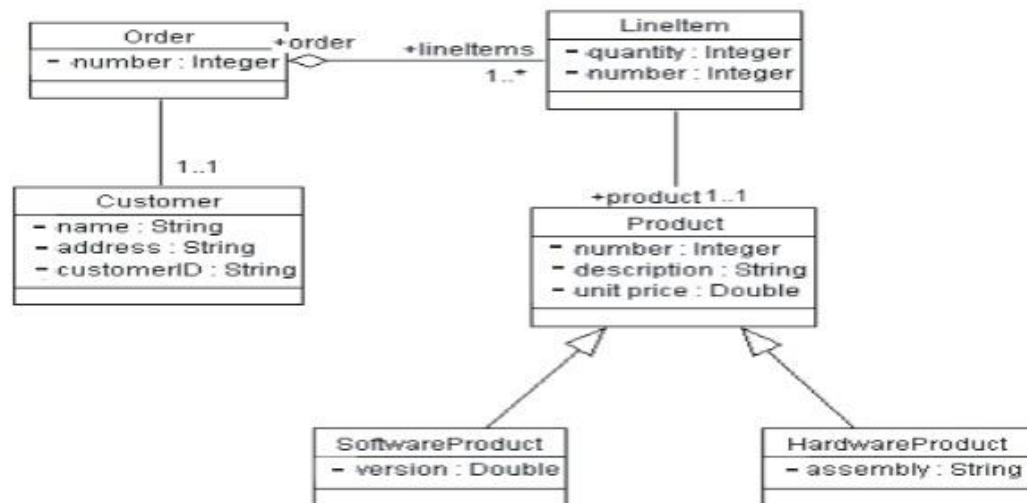 Order
- number : Integer
+order
+lineItems
1..*
LineItem
- quantity : Integer
- number : Integer
1..1
Customer
- name : String
- address : String
- customerID : String
+product 1..1
Product
- number : Integer
- description : String
- unit price : Double
SoftwareProduct
- version : Double
HardwareProduct
- assembly : String